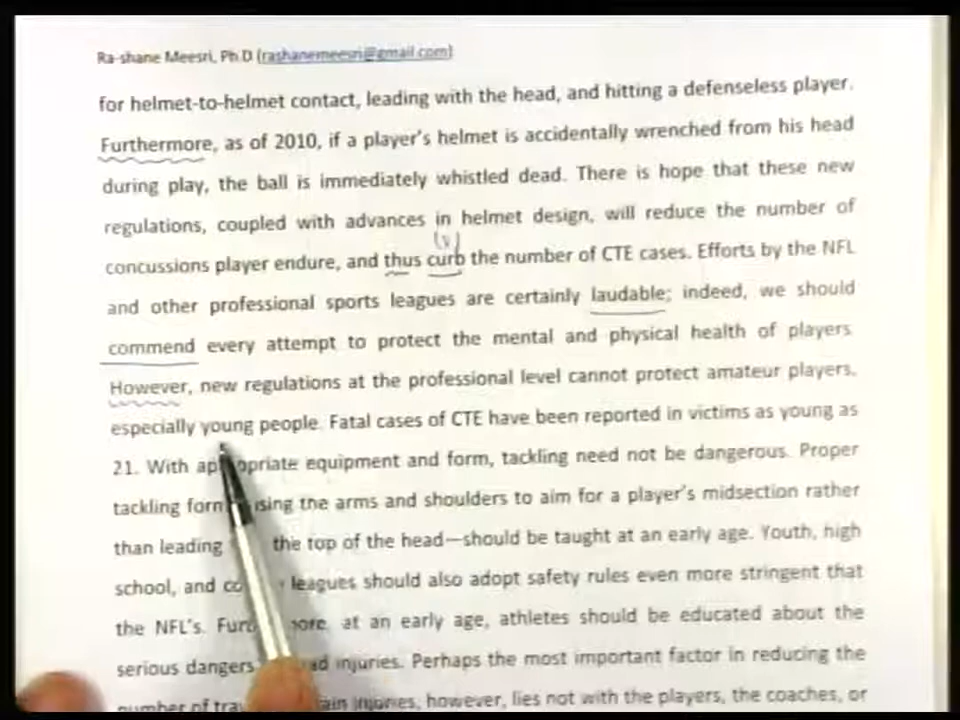 Ra-shane Meesri, Ph.D (rashanemeesri@gmail.com)
for helmet-to-helmet contact, leading with the head, and hitting a defenseless player.
Furthermore, as of 2010, if a player's helmet is accidentally wrenched from his head
during play, the ball is immediately whistled dead. There is hope that these new
regulations, coupled with advances in helmet design, will reduce the number of
(v)
concussions player endure, and thus curb the number of CTE cases. Efforts by the NFL
and other professional sports leagues are certainly laudable; indeed, we should
commend every attempt to protect the mental and physical health of players
However, new regulations at the professional level cannot protect amateur players,
especially young people. Fatal cases of CTE have been reported in victims as young as
21. With appropriate equipment and form, tackling need not be dangerous. Proper
tackling the arms and shoulders to aim for a player's midsection rather
than leading the top of the head—should be taught at an early age. Youth, high
school, and leagues should also adopt safety rules even more stringent that
the NFL's. at an early age, athletes should be educated about the
serious dangers injuries. Perhaps the most important factor in reducing the
number of injuries, however, lies not with the players, the coaches, or